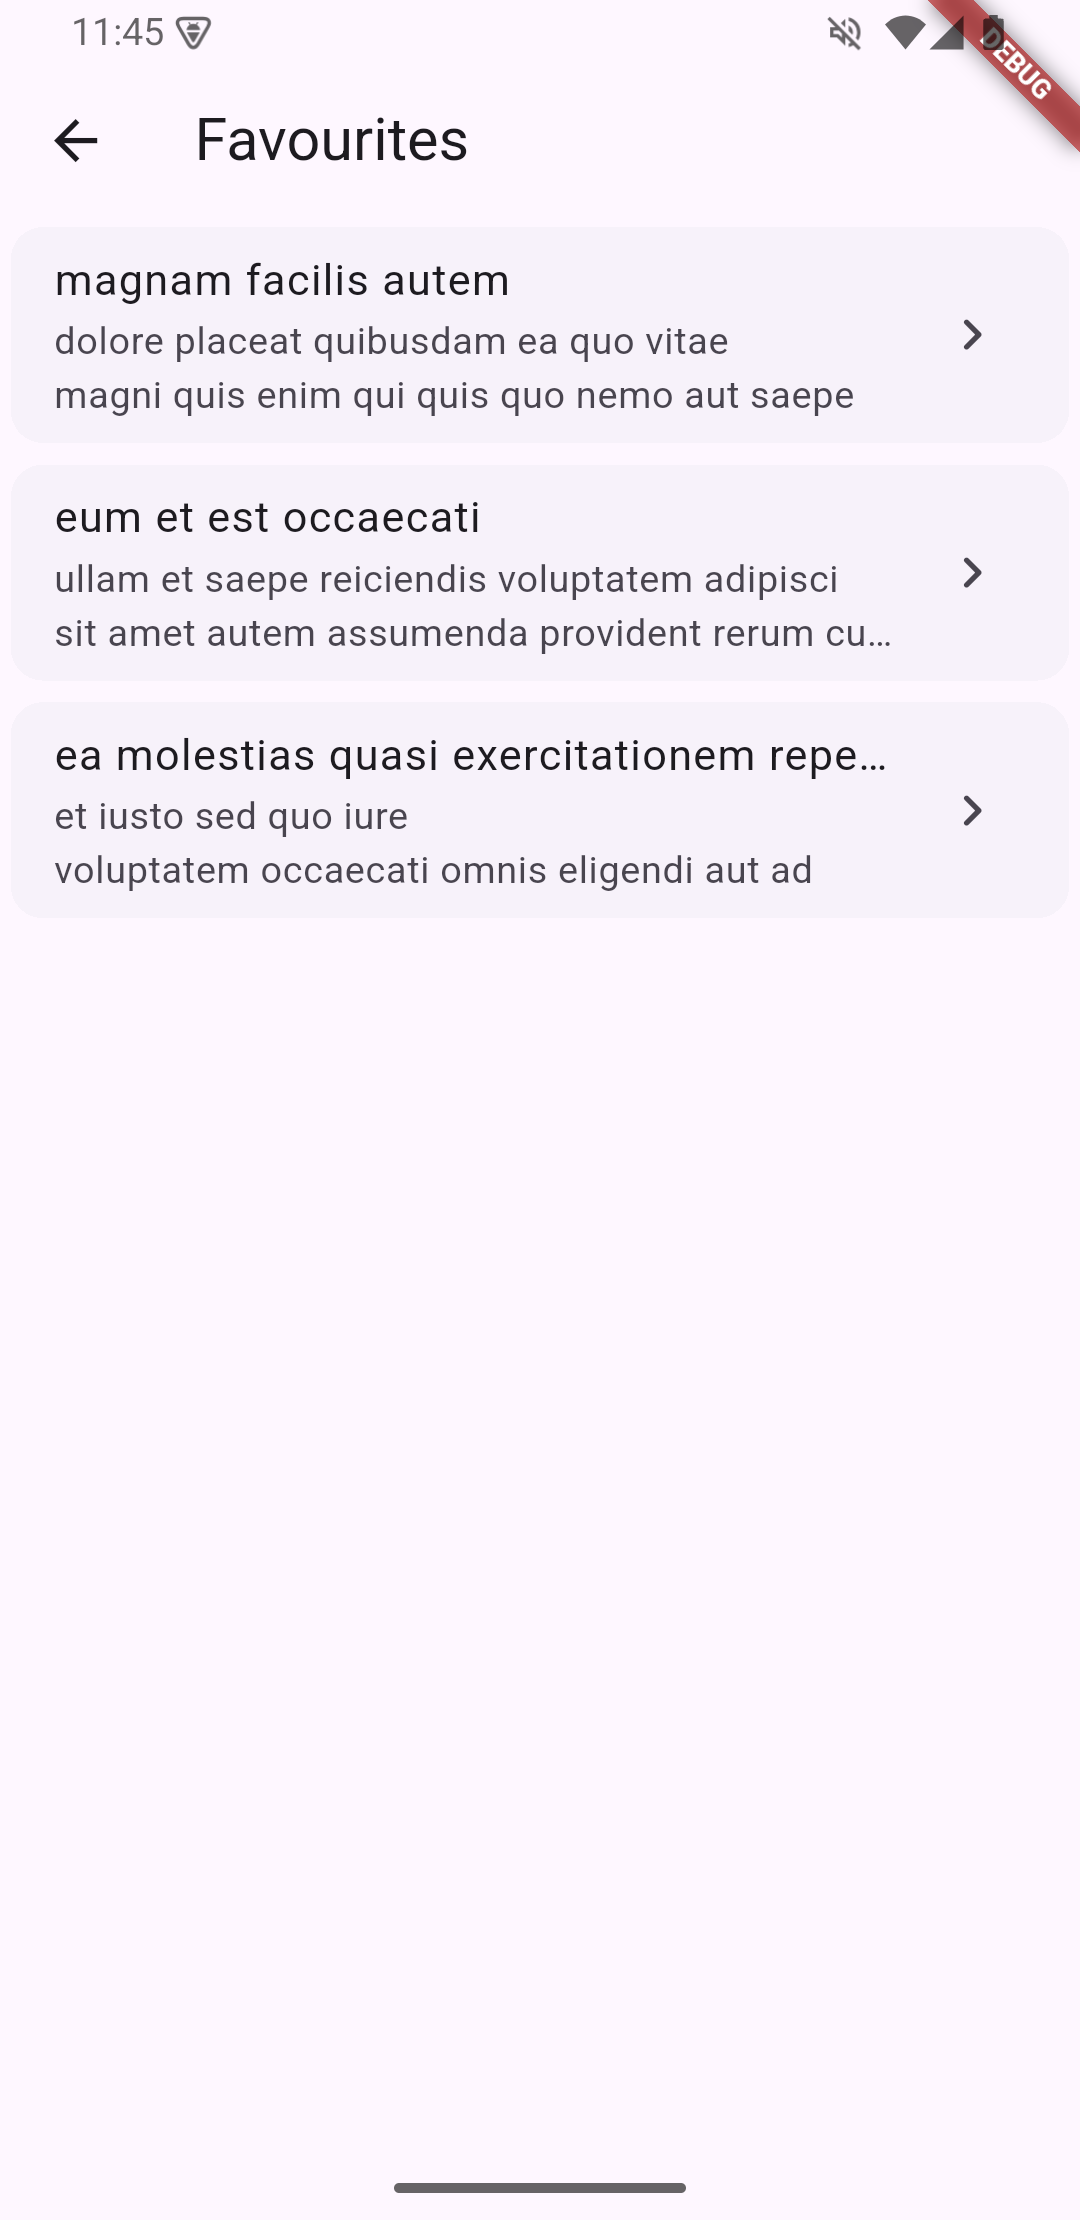 11:45
DEBUG
Favourites
magnam facilis autem
dolore placeat quibusdam ea quo vitae
magni quis enim qui quis quo nemo aut saepe
eum et est occaecati
ullam et saepe reiciendis voluptatem adipisci
sit amet autem assumenda provident rerum cu…
ea molestias quasi exercitationem repe…
et iusto sed quo iure
voluptatem occaecati omnis eligendi aut ad